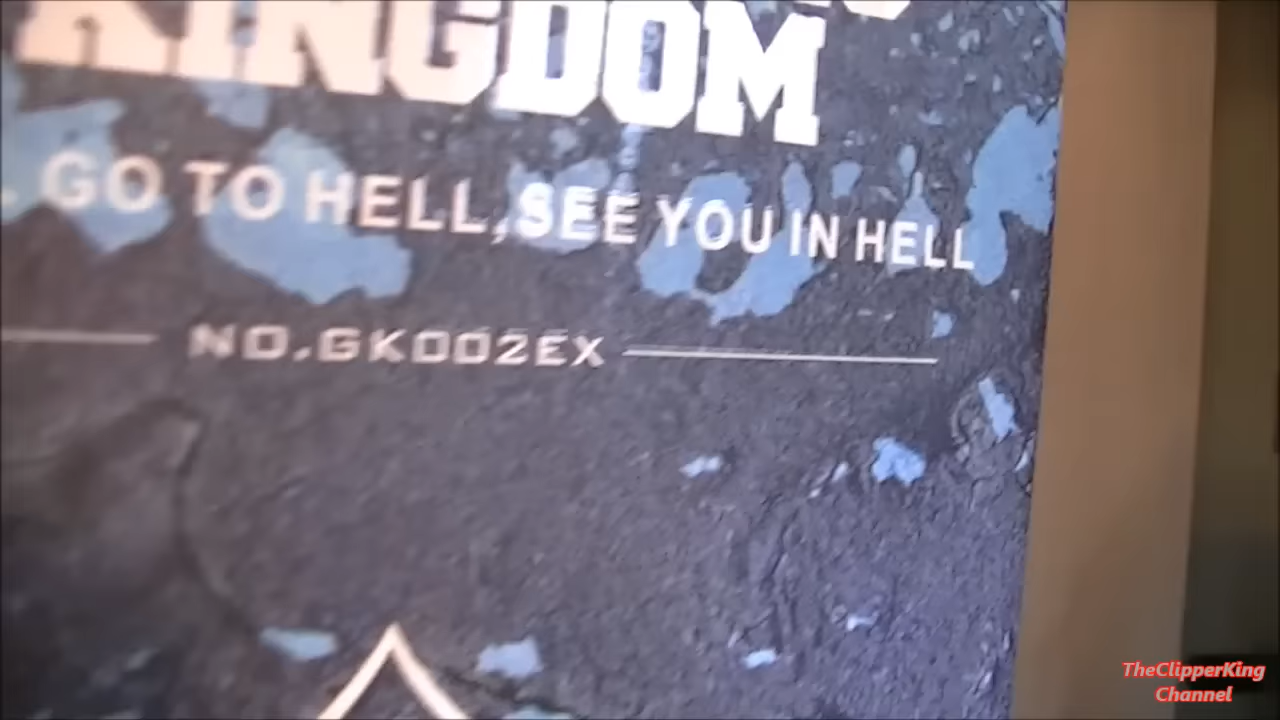 KINGDOM
. GO TO HELL, SEE YOU IN HELL
NO.GK002EX
TheClipperKing
Channel